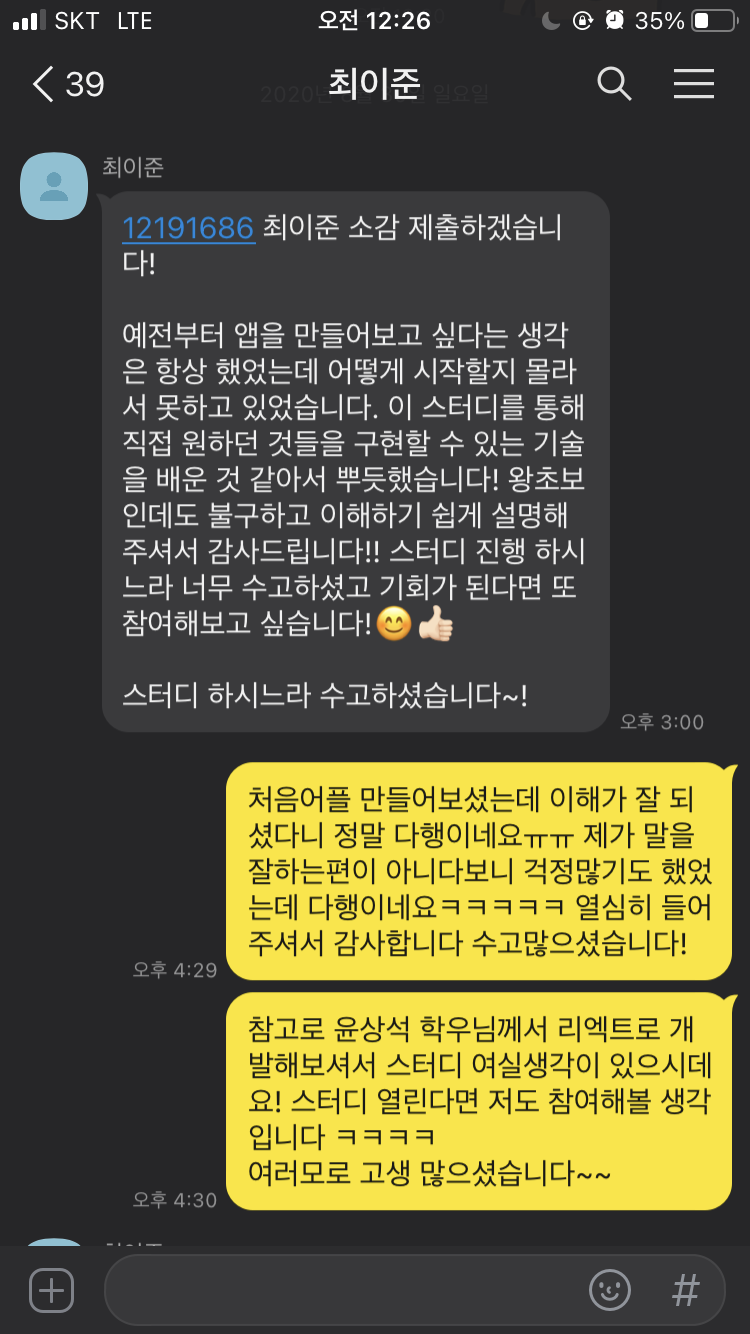 SKT LTE 오전 12:26 35%
39 최이준
최이준
12191686 최이준 소감 제출하겠습니
다!
예전부터 앱을 만들어보고 싶다는 생각
은 항상 했었는데 어떻게 시작할지 몰라
서 못하고 있었습니다. 이 스터디를 통해
직접 원하던 것들을 구현할 수 있는 기술
을 배운 것 같아서 뿌듯했습니다! 왕초보
인데도 불구하고 이해하기 쉽게 설명해
주셔서 감사드립니다!! 스터디 진행 하시
느라 너무 수고하셨고 기회가 된다면 또
참여해보고 싶습니다!😊👍🏻
스터디 하시느라 수고하셨습니다~!
오후 3:00
처음어플 만들어보셨는데 이해가 잘 되
셨다니 정말 다행이네요ㅠㅠ 제가 말을
잘하는편이 아니다보니 걱정많기도 했었
는데 다행이네요ㅋㅋㅋㅋㅋ 열심히 들어
주셔서 감사합니다 수고많으셨습니다!
오후 4:29
참고로 윤상석 학우님께서 리엑트로 개
발해보셔서 스터디 여실생각이 있으시데
요! 스터디 열린다면 저도 참여해볼 생각
입니다 ㅋㅋㅋㅋ
여러모로 고생 많으셨습니다~~
오후 4:30
#